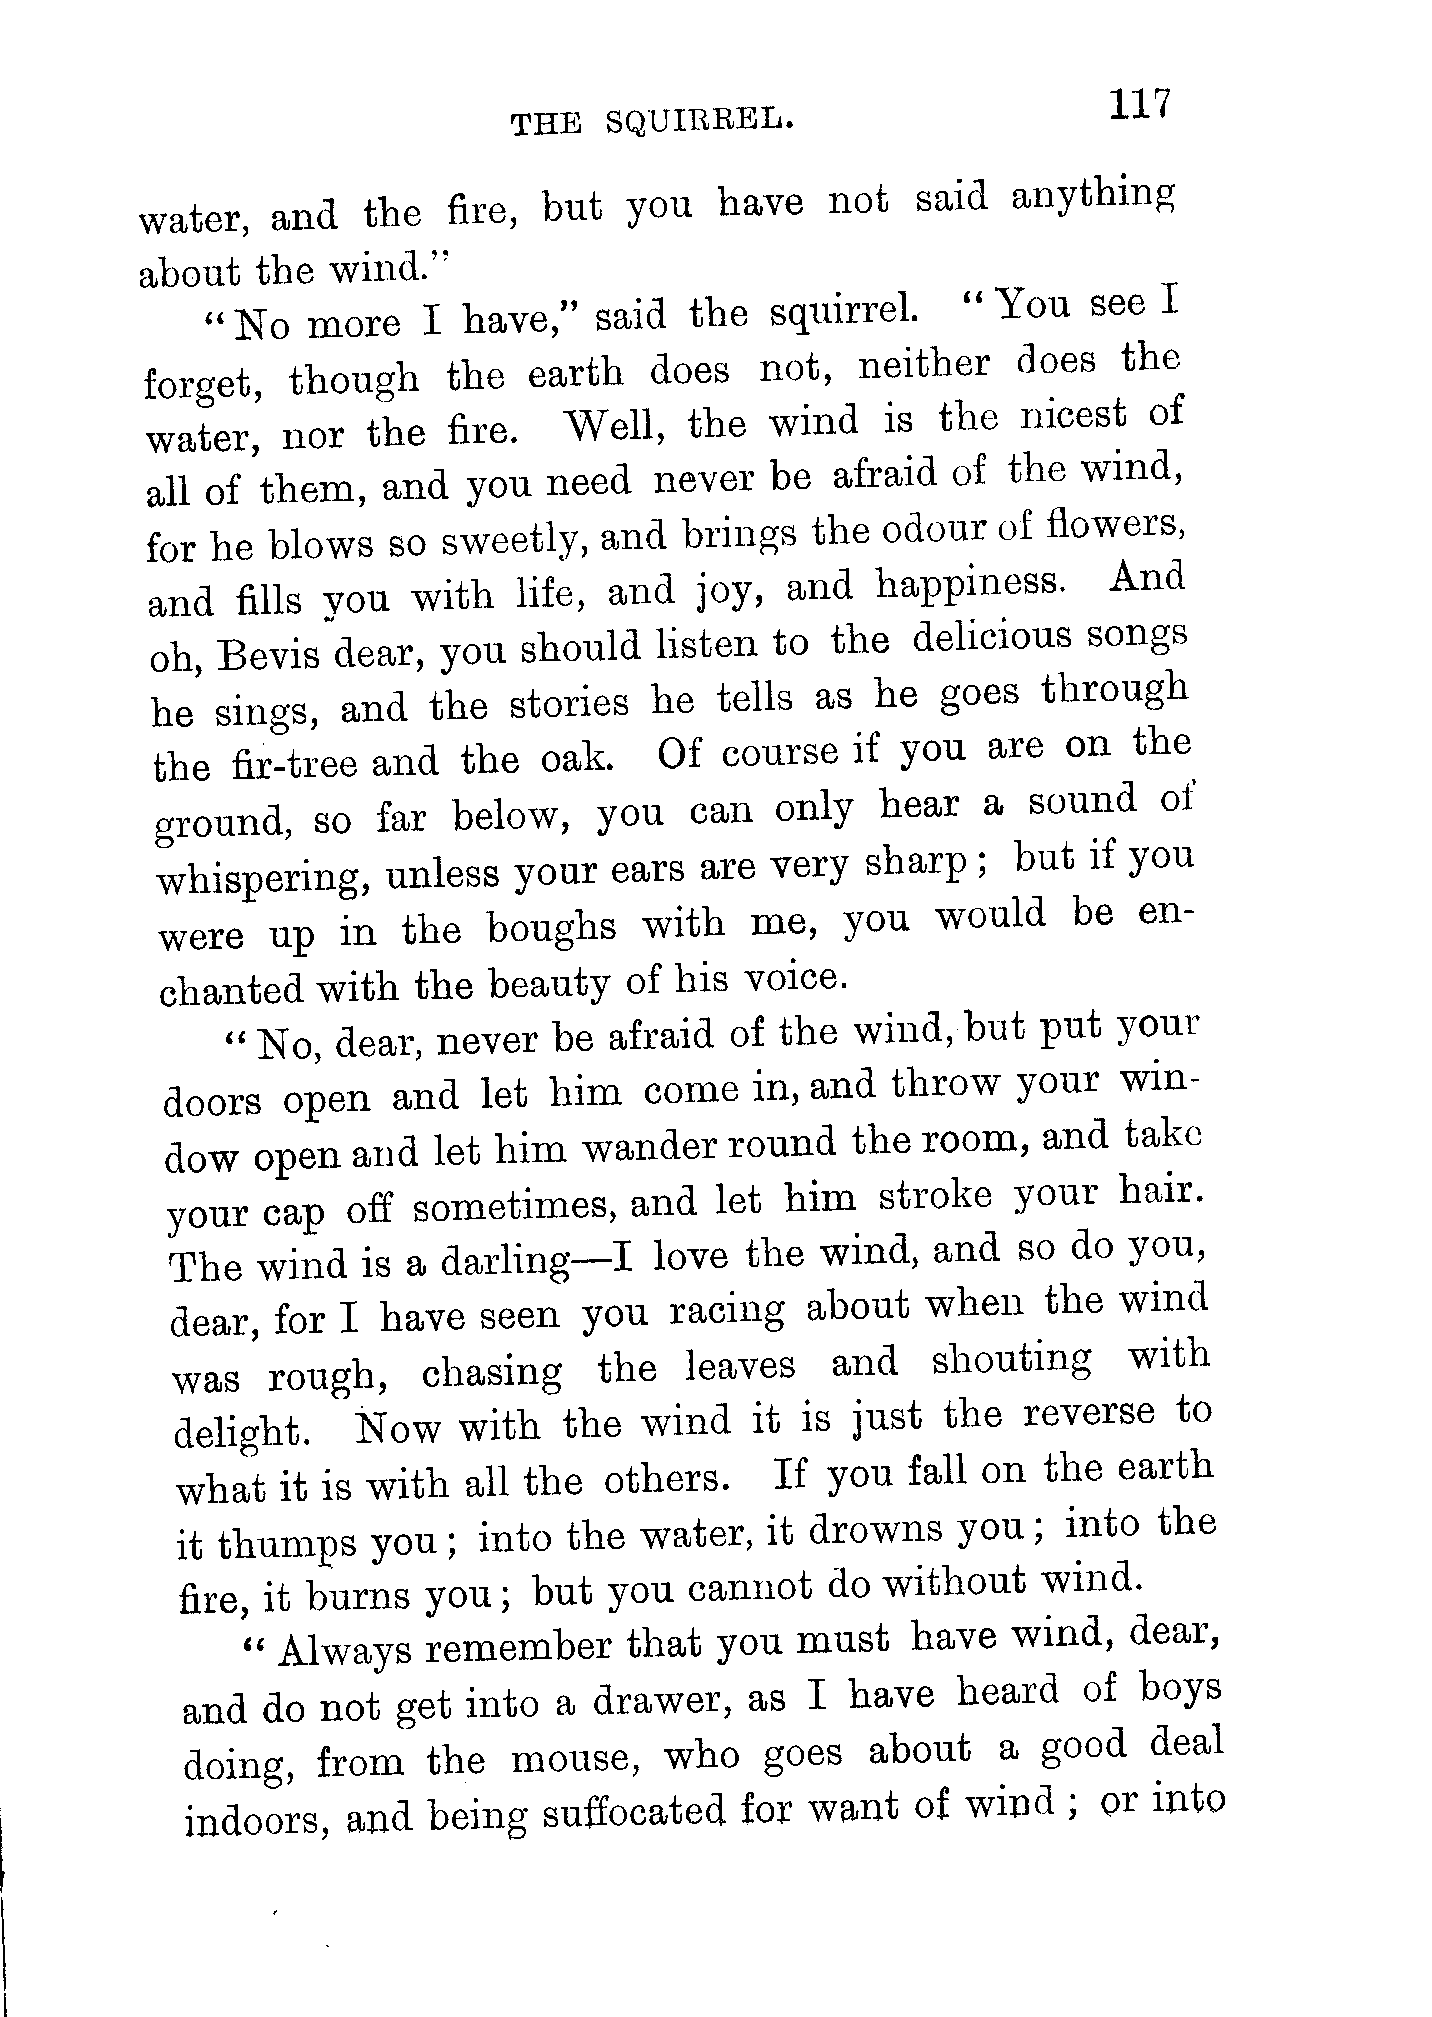 THE SQUIRREL. 117
water, and the fire, but you have not said anything
about the wind."
"No more I have," said the squirrel. "You see I
forget, though the earth does not, neither does the
water, nor the fire. Well, the wind is the nicest of
all of them, and you need never be afraid of the wind,
for he blows so sweetly, and brings the odour of flowers,
and fills you with life, and joy, and happiness. And
oh, Bevis dear, you should listen to the delicious songs
he sings, and the stories he tells as he goes through
the fir-tree and the oak. Of course if you are on the
ground, so far below, you can only hear a sound of
whispering, unless your ears are very sharp; but if you
were up in the boughs with me, you would be en-
chanted with the beauty of his voice.
"No, dear, never be afraid of the wind, but put your
doors open and let him come in, and throw your win-
dow open and let him wander round the room, and take
your cap off sometimes, and let him stroke your hair.
The wind is a darling—I love the wind, and so do you,
dear, for I have seen you racing about when the wind
was rough, chasing the leaves and shouting with
delight. Now with the wind it is just the reverse to
what it is with all the others. If you fall on the earth
it thumps you; into the water, it drowns you; into the
fire, it burns you; but you cannot do without wind.
"Always remember that you must have wind, dear,
and do not get into a drawer, as I have heard of boys
doing, from the mouse, who goes about a good deal
indoors, and being suffocated for want of wind; or into